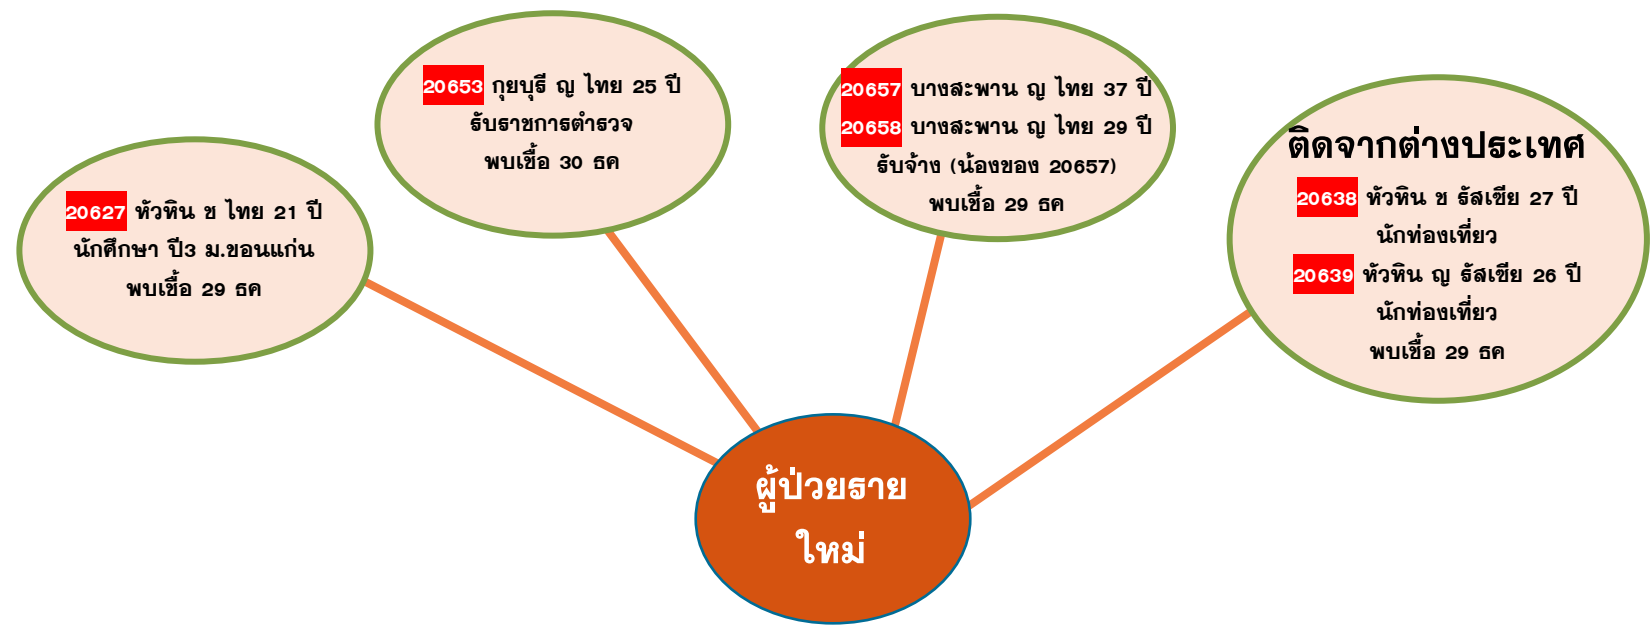 20627 หัวหิน ช ไทย 21 ปี
นักศึกษา ปี3 ม.ขอนแก่น
พบเชื้อ 29 ธค
20653 กุยบุรี ญ ไทย 25 ปี
รับราชการตำรวจ
พบเชื้อ 30 ธค
20657 บางสะพาน ญ ไทย 37 ปี
20658 บางสะพาน ญ ไทย 29 ปี
รับจ้าง (น้องของ 20657)
พบเชื้อ 29 ธค
ติดจากต่างประเทศ
20638 หัวหิน ช รัสเซีย 27 ปี
นักท่องเที่ยว
20639 หัวหิน ญ รัสเซีย 26 ปี
นักท่องเที่ยว
พบเชื้อ 29 ธค
ผู้ป่วยราย
ใหม่